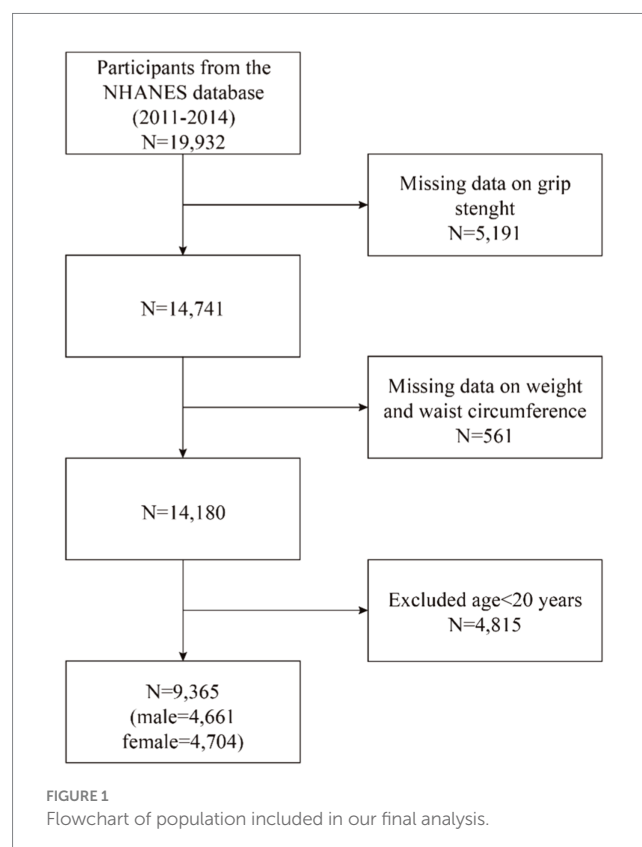 Participants from the
NHANES database
(2011-2014)
N=19,932
Missing data on grip
stenght
N=5,191
N=14,741
Missing data on weight
and waist circumference
N=561
N=14,180
Excluded age<20 years
N=4,815
N=9,365
(male=4,661
female=4,704)
FIGURE 1
Flowchart of population included in our final analysis.